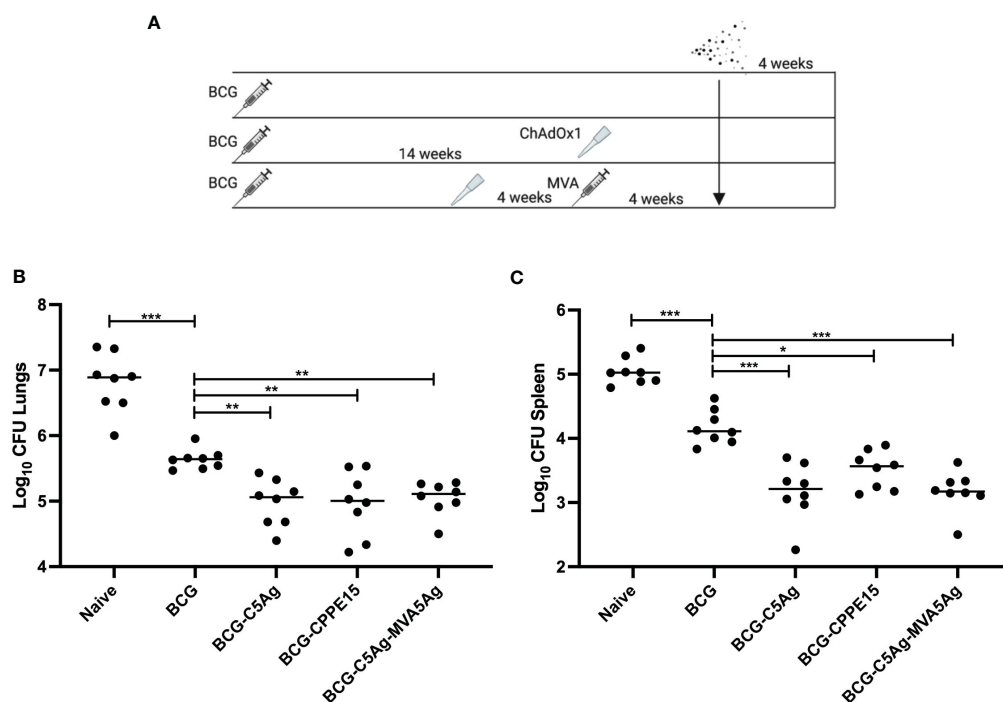 A
4 weeks
BCG
BCG
ChAdOx1
14 weeks
BCG
MVA
4 weeks
4 weeks
B
Log10 CFU Lungs
8
7
6
5
4
***
**
**
**
Naive
BCG
BCG-C5Ag
BCG-CPPE15
BCG-C5Ag-MVA5Ag
C
Log10 CFU Spleen
6
5
4
3
2
***
***
*
***
Naive
BCG
BCG-C5Ag
BCG-CPPE15
BCG-C5Ag-MVA5Ag